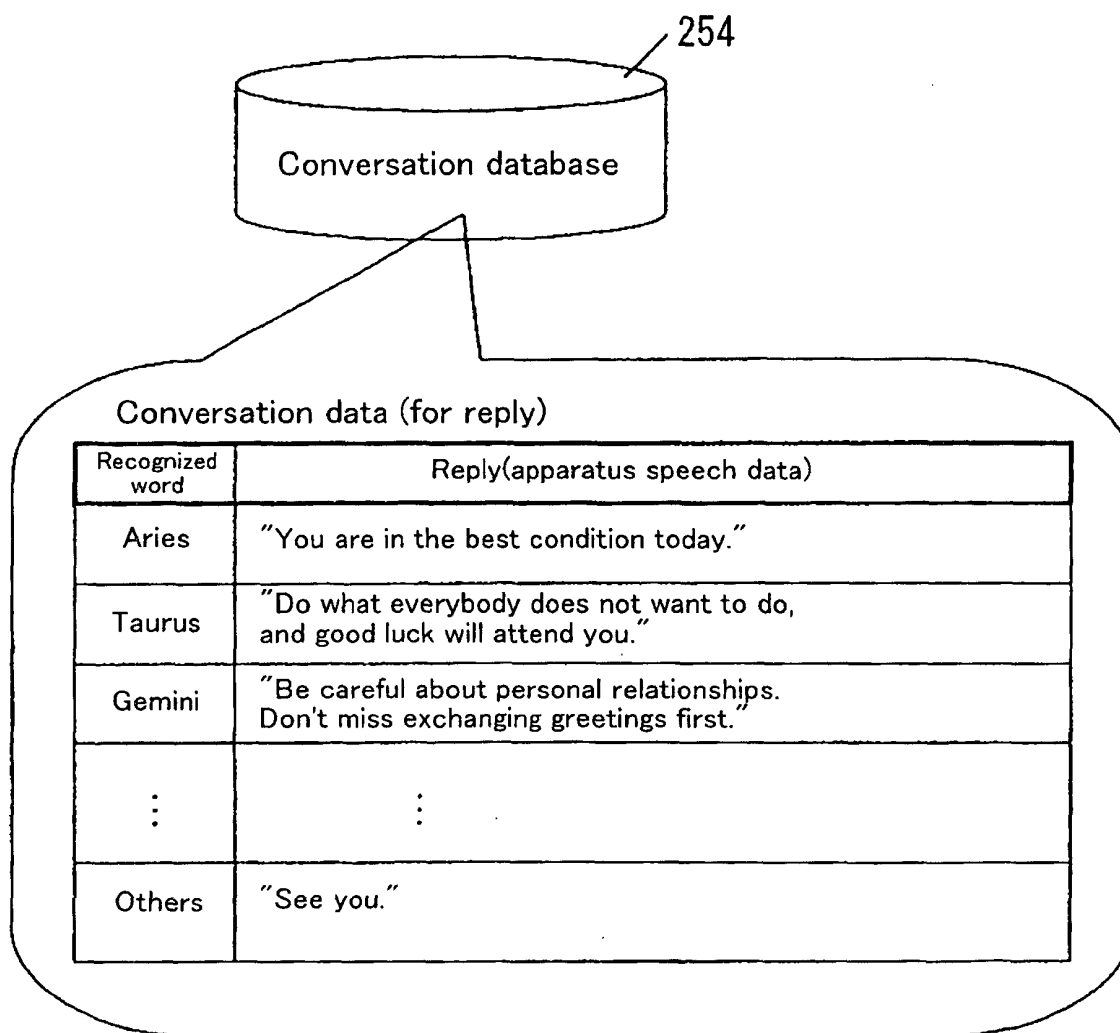 254
Conversation database
Conversation data (for reply)
Recognized
word
Reply(apparatus speech data)
Aries
"You are in the best condition today."
Taurus
"Do what everybody does not want to do,
and good luck will attend you."
Gemini
"Be careful about personal relationships.
Don't miss exchanging greetings first."
⋮
⋮
Others
"See you."